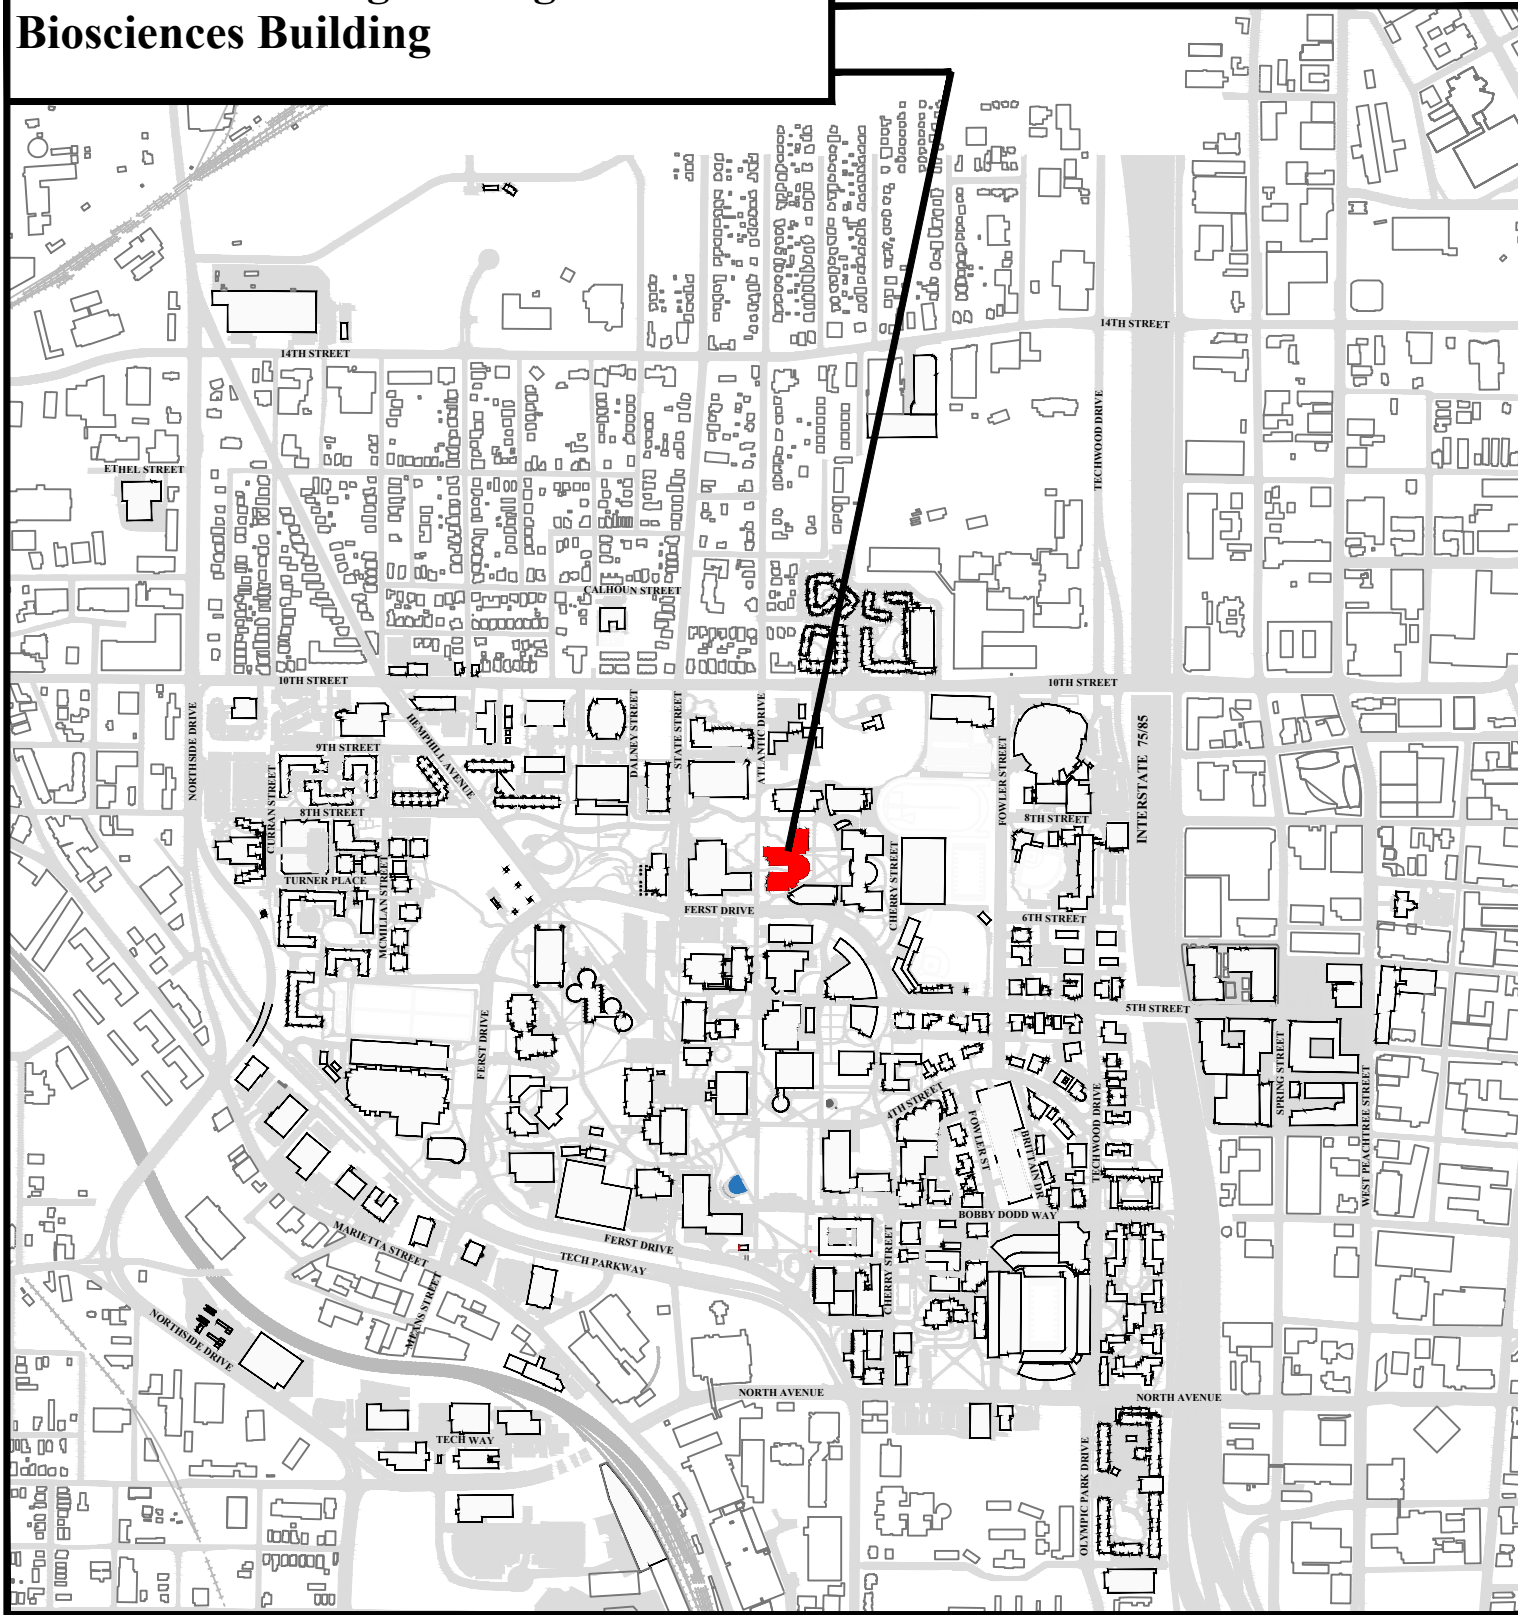 Biosciences Building
14TH STREET
14TH STREET
TECHWOOD DRIVE
ETHEL STREET
CALHOUN STREET
10TH STREET
10TH STREET
NORTHSIDE DRIVE
HEMPHILL AVENUE
DALNEY STREET
STATE STREET
ATLANTIC DRIVE
FOWLER STREET
INTERSTATE 75/85
9TH STREET
CURRAN STREET
8TH STREET
8TH STREET
TURNER PLACE
MCMILLAN STREET
CHERRY STREET
FERST DRIVE
6TH STREET
5TH STREET
FERST DRIVE
SPRING STREET
WEST PEACHTREE STREET
4TH STREET
FOWLER ST
BRITTAIN DR
TECHWOOD DRIVE
BOBBY DODD WAY
MARIETTA STREET
FERST DRIVE
TECH PARKWAY
CHERRY STREET
MEANS STREET
NORTHSIDE DRIVE
NORTH AVENUE
NORTH AVENUE
TECH WAY
OLYMPIC PARK DRIVE